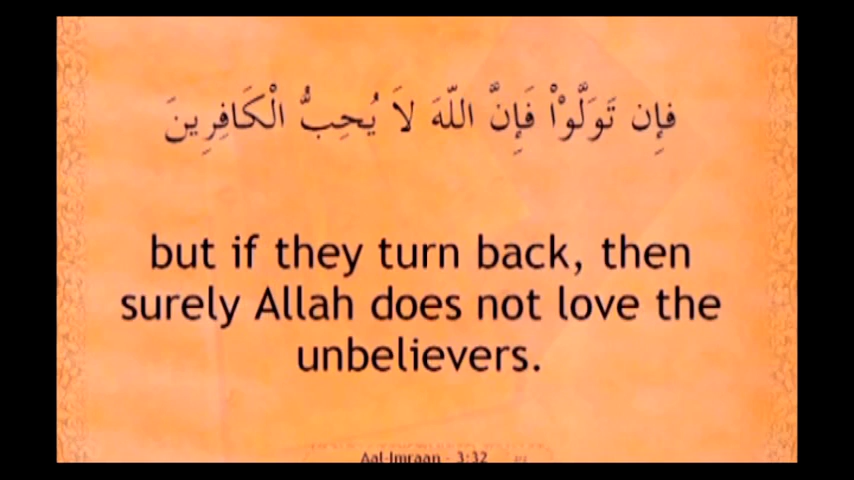 فإِن تَوَلَّوْاْ فَإِنَّ اللّهَ لاَ يُحِبُّ الْكَافِرِينَ
but if they turn back, then
surely Allah does not love the
unbelievers.
Aal-Imraan - 3:32